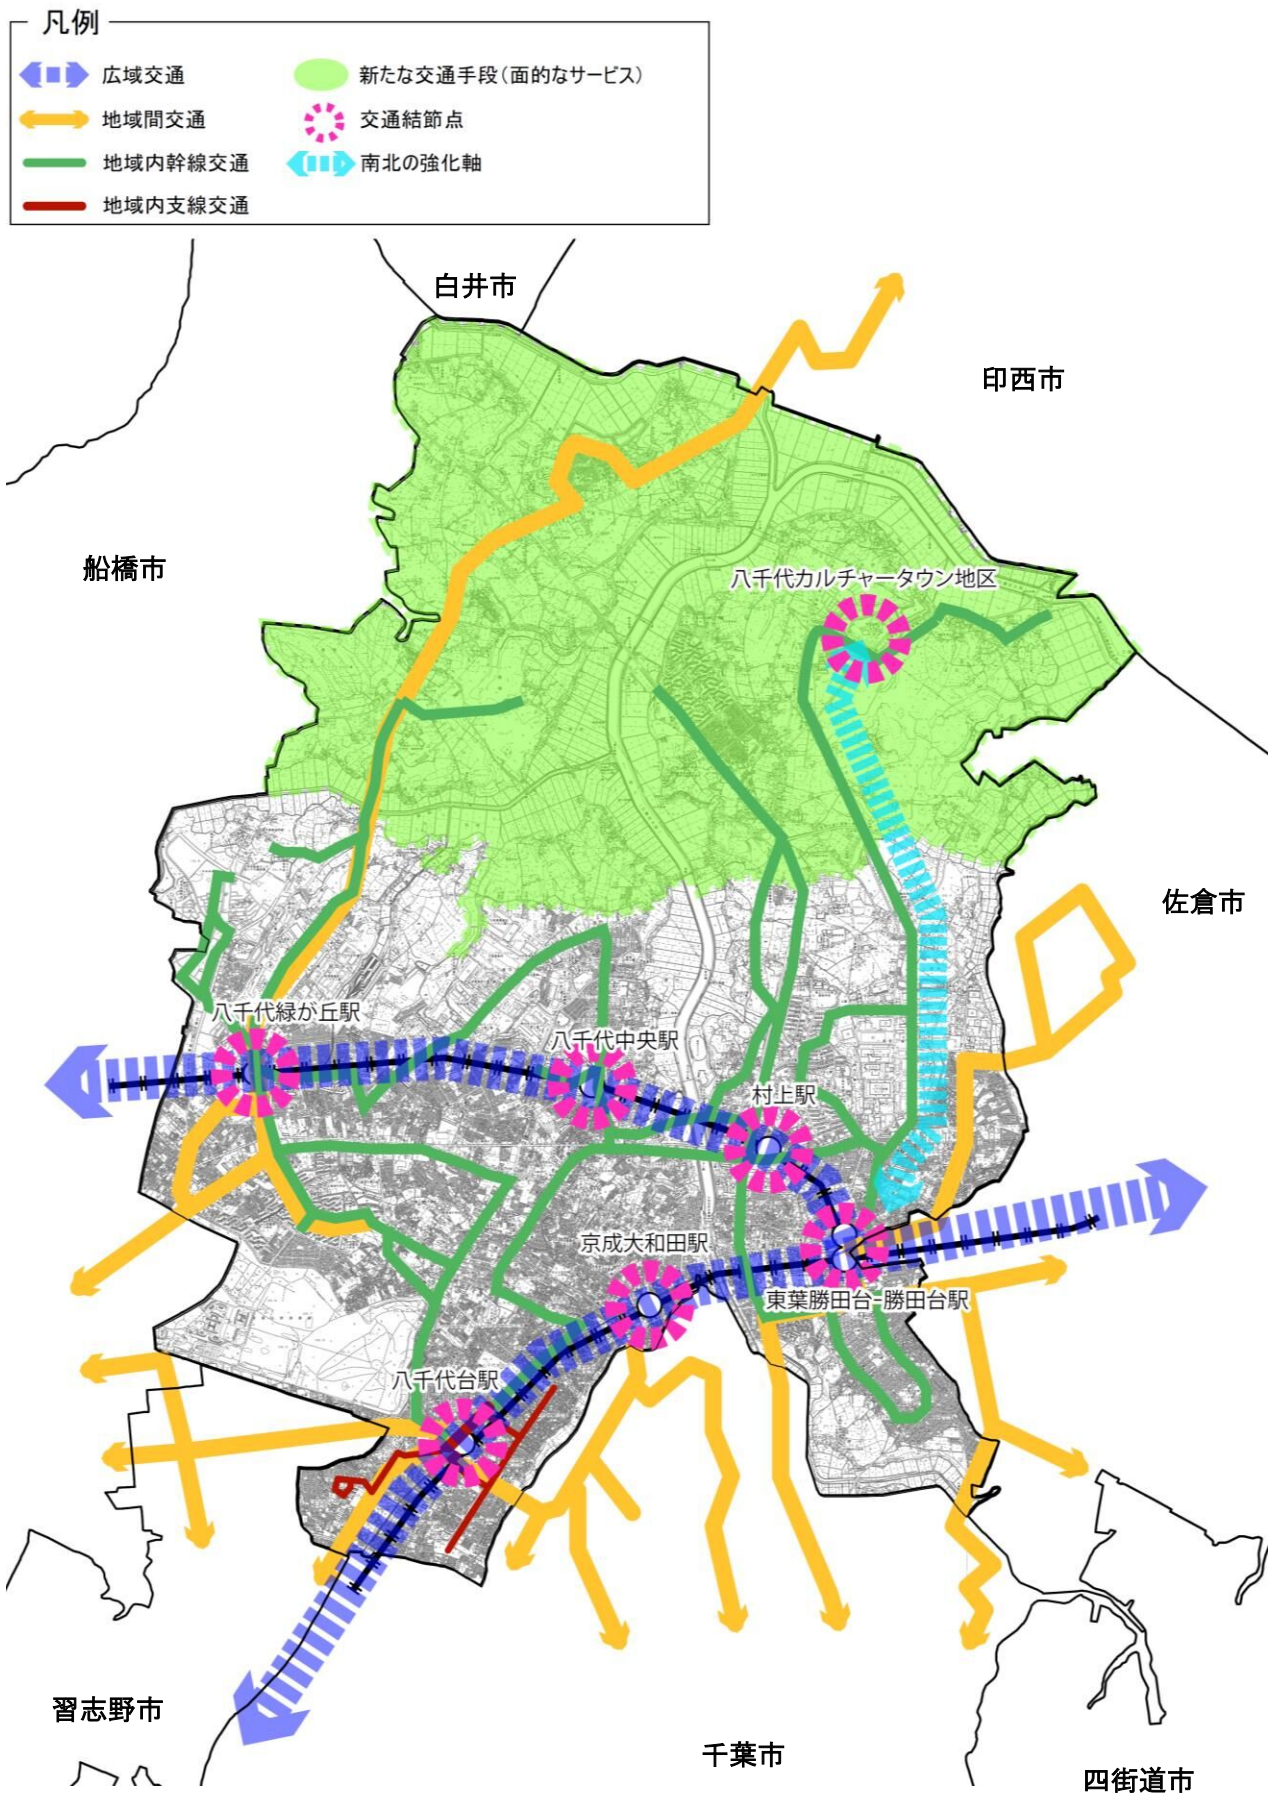 凡例
広域交通
新たな交通手段(面的なサービス)
地域間交通
交通結節点
地域内幹線交通
南北の強化軸
地域内支線交通
白井市
印西市
船橋市
八千代カルチャータウン地区
佐倉市
八千代緑が丘駅
八千代中央駅
村上駅
京成大和田駅
東葉勝田台-勝田台駅
八千代台駅
習志野市
千葉市
四街道市